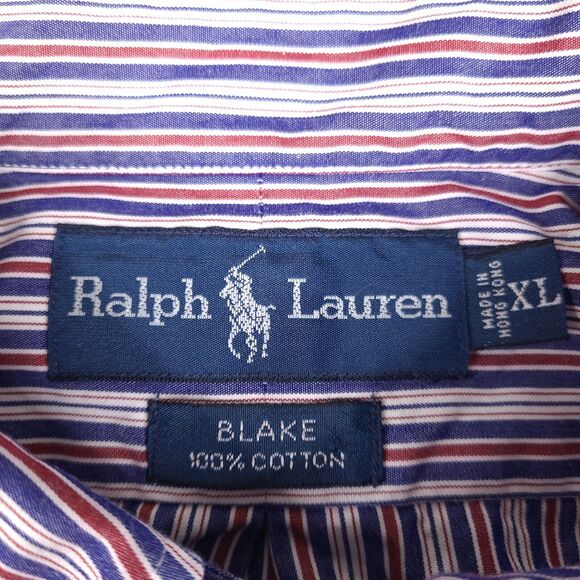 Ralph Lauren
MADE IN
HONG KONG
XL
BLAKE
100% COTTON